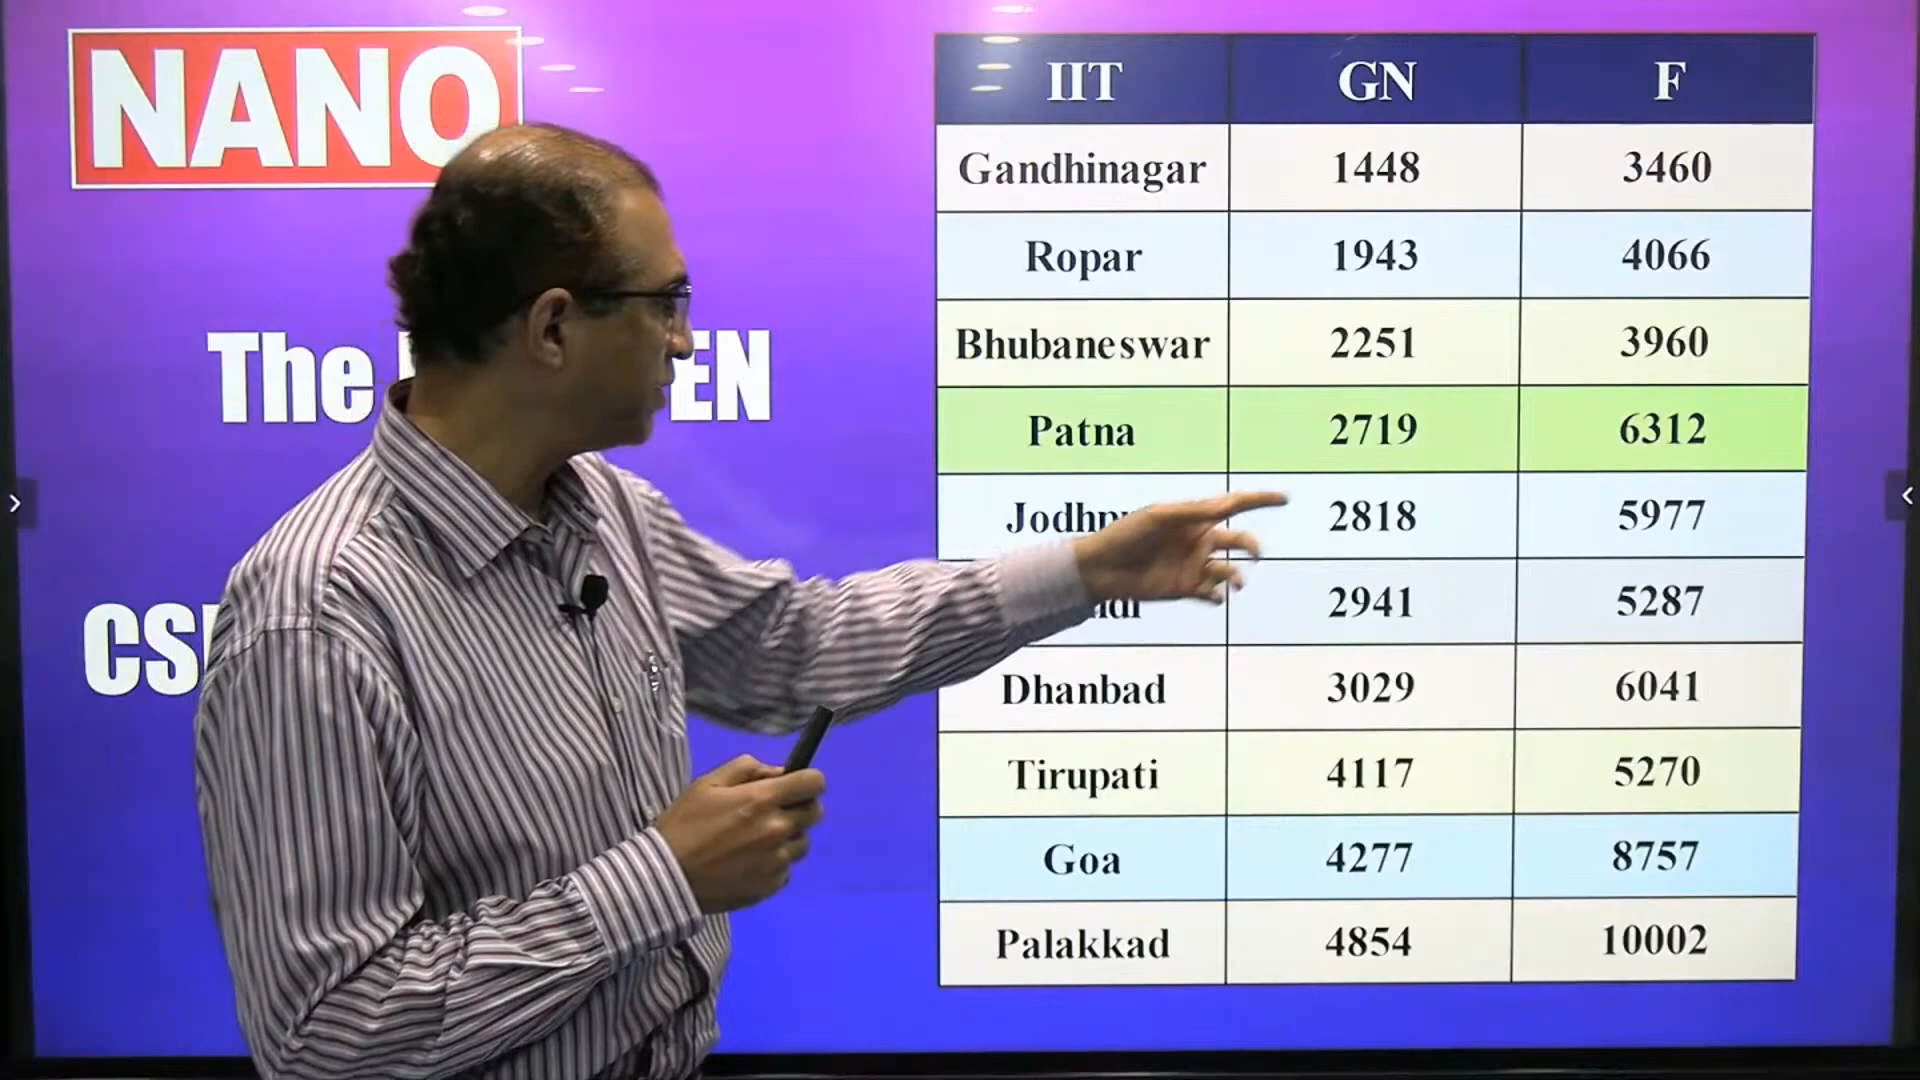 NANO
The
EN
CS
IIT GN F
Gandhinagar 1448 3460
Ropar 1943 4066
Bhubaneswar 2251 3960
Patna 2719 6312
2818 5977
2941 5287
Dhanbad 3029 6041
Tirupati 4117 5270
Goa 4277 8757
Palakkad 4854 10002